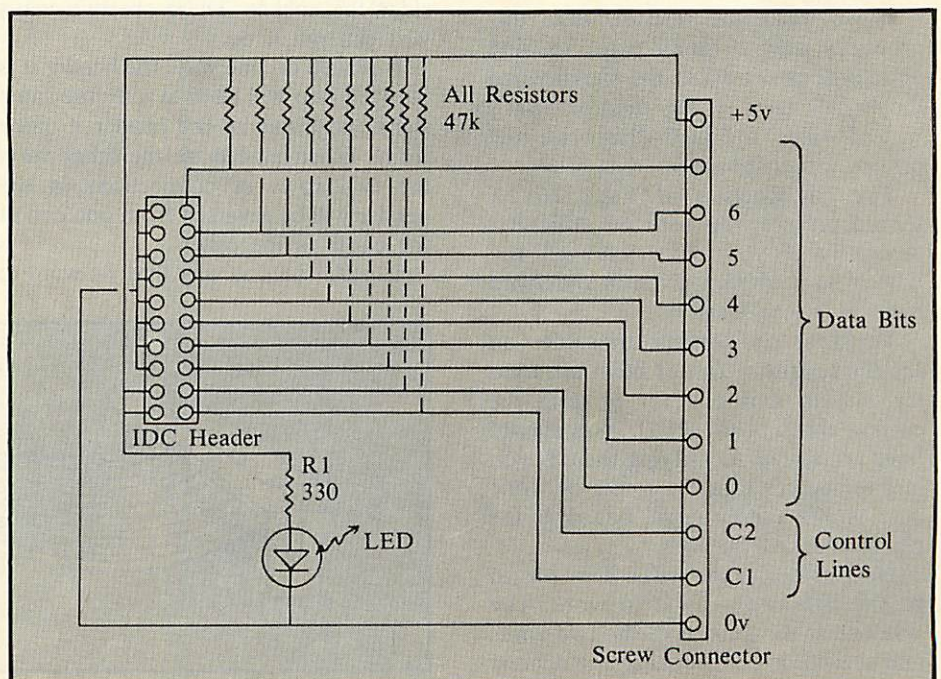 All Resistors
47k
+5v
6
5
4
3
2
1
0
C2
C1
0v
Data Bits
Control
Lines
IDC Header
R1
330
LED
Screw Connector